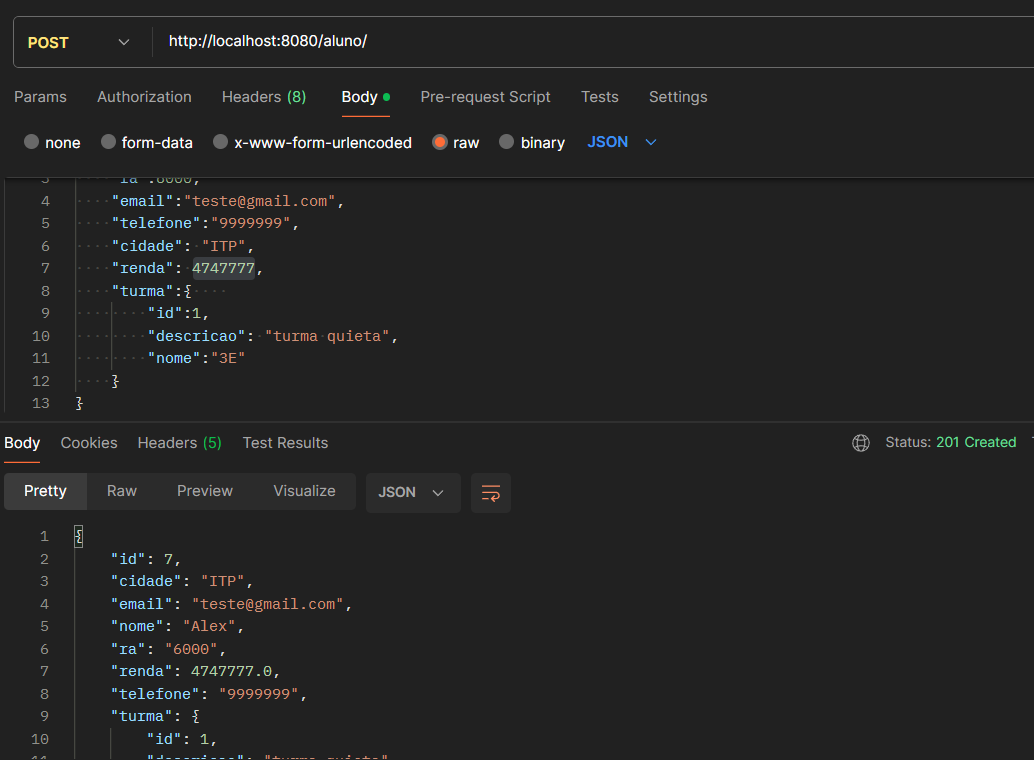 POST http://localhost:8080/aluno/
Params Authorization Headers (8) Body Pre-request Script Tests Settings
none form-data x-www-form-urlencoded raw binary JSON
3 "ra":6000,
4 "email":"teste@gmail.com",
5 "telefone":"9999999",
6 "cidade": "ITP",
7 "renda": 4747777,
8 "turma":{
9 "id":1,
10 "descricao": "turma quieta",
11 "nome":"3E"
12 }
13 }
Body Cookies Headers (5) Test Results Status: 201 Created
Pretty Raw Preview Visualize JSON
1 {
2 "id": 7,
3 "cidade": "ITP",
4 "email": "teste@gmail.com",
5 "nome": "Alex",
6 "ra": "6000",
7 "renda": 4747777.0,
8 "telefone": "9999999",
9 "turma": {
10 "id": 1,
11 "descricao": "turma quieta"